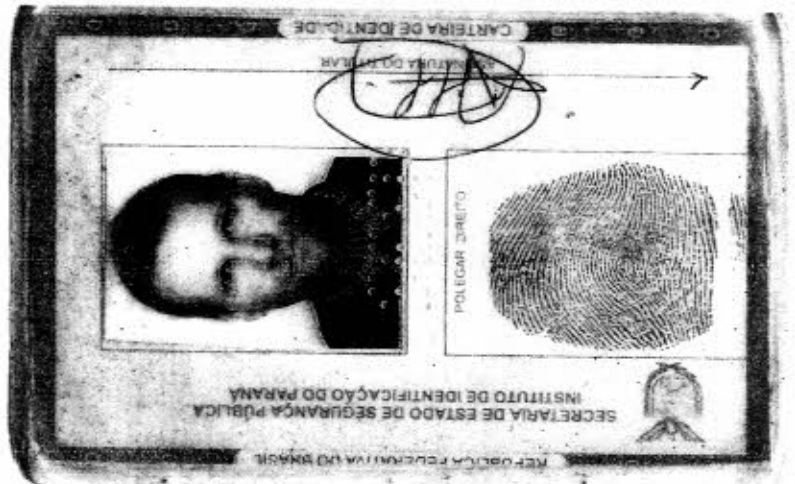 REPÚBLICA FEDERATIVA DO BRASIL
SECRETARIA DE ESTADO DE SEGURANÇA PÚBLICA
INSTITUTO DE IDENTIFICAÇÃO DO PARANÁ
POLEGAR DIREITO
ASSINATURA DO TITULAR
CARTEIRA DE IDENTIDADE